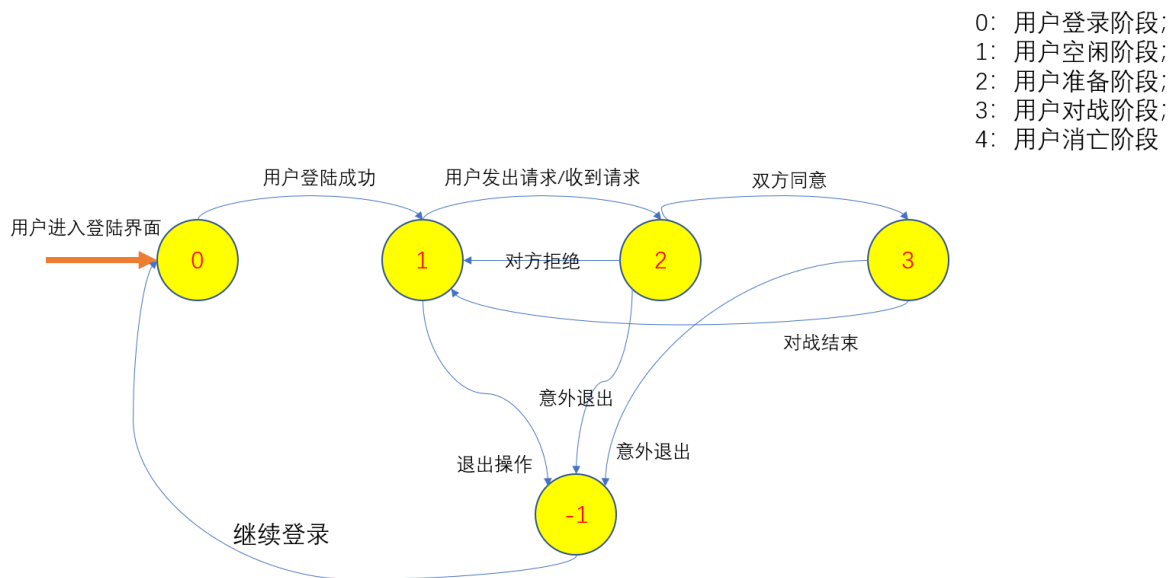 0：用户登录阶段;
1：用户空闲阶段;
2：用户准备阶段;
3：用户对战阶段;
4：用户消亡阶段
用户登陆成功
用户发出请求/收到请求
双方同意
用户进入登陆界面
0
1
对方拒绝
2
3
对战结束
意外退出
意外退出
退出操作
-1
继续登录